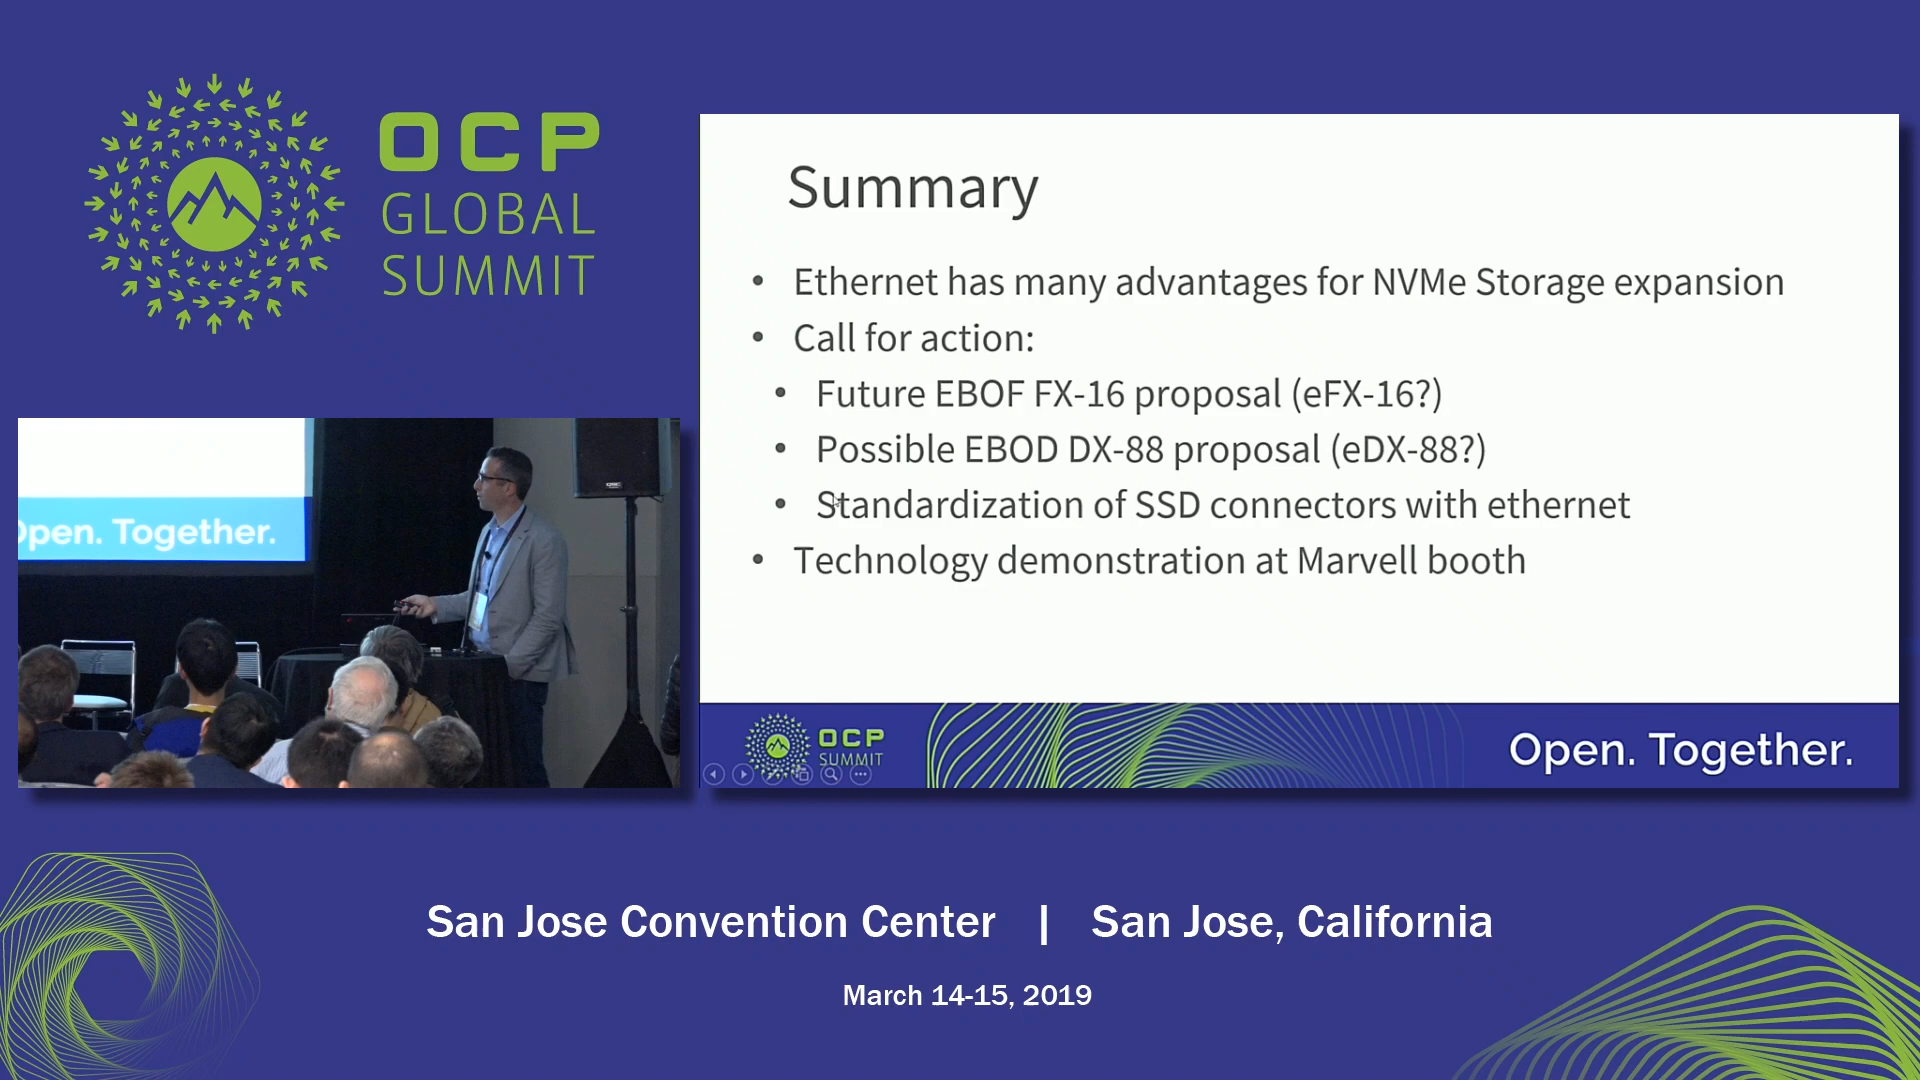 OCP
GLOBAL
SUMMIT
Summary
• Ethernet has many advantages for NVMe Storage expansion
• Call for action:
• Future EBOF FX-16 proposal (eFX-16?)
• Possible EBOD DX-88 proposal (eDX-88?)
• Standardization of SSD connectors with ethernet
• Technology demonstration at Marvell booth
Open. Together.
OCP
SUMMIT
Open. Together.
San Jose Convention Center | San Jose, California
March 14-15, 2019